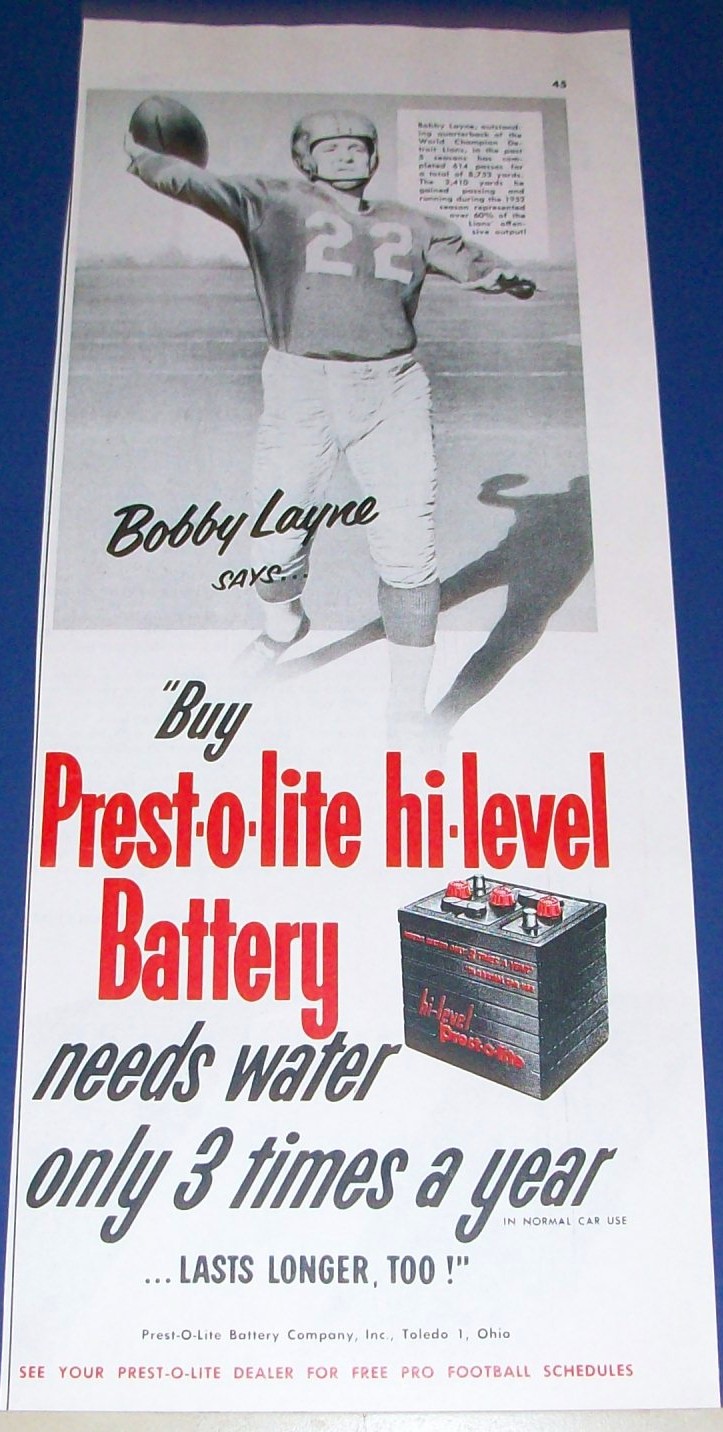 45
Bobby Layne, outstand-
ing quarterback of the
World Champion De-
troit Lions, in the past
5 seasons has com-
pleted 614 passes for
a total of 8,753 yards.
The 2,410 yards he
gained passing and
running during the 1952
season represented
over 60% of the
Lions' offen-
sive output!
22
Bobby Layne
SAYS...
"Buy
Prest-o-lite hi-level
Battery
needs water
only 3 times a year
IN NORMAL CAR USE
...LASTS LONGER, TOO!"
hi-level
Prest-o-lite
Prest-O-Lite Battery Company, Inc., Toledo 1, Ohio
SEE YOUR PREST-O-LITE DEALER FOR FREE PRO FOOTBALL SCHEDULES